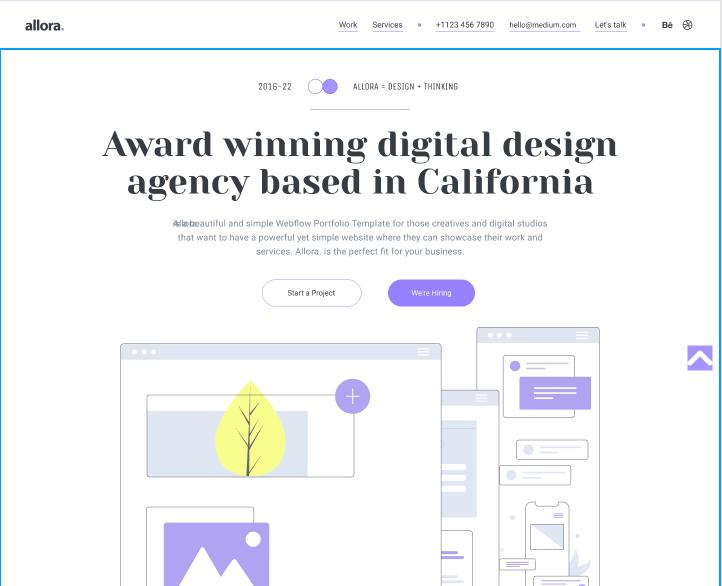 allora.
Work Services +1123 456 7890 hello@medium.com Let's talk Bē
2016-22 ALLORA = DESIGN + THINKING
Award winning digital design
agency based in California
beautiful and simple Webflow Portfolio Template for those creatives and digital studios
that want to have a powerful yet simple website where they can showcase their work and
services. Allora. is the perfect fit for your business.
Start a Project We're Hiring